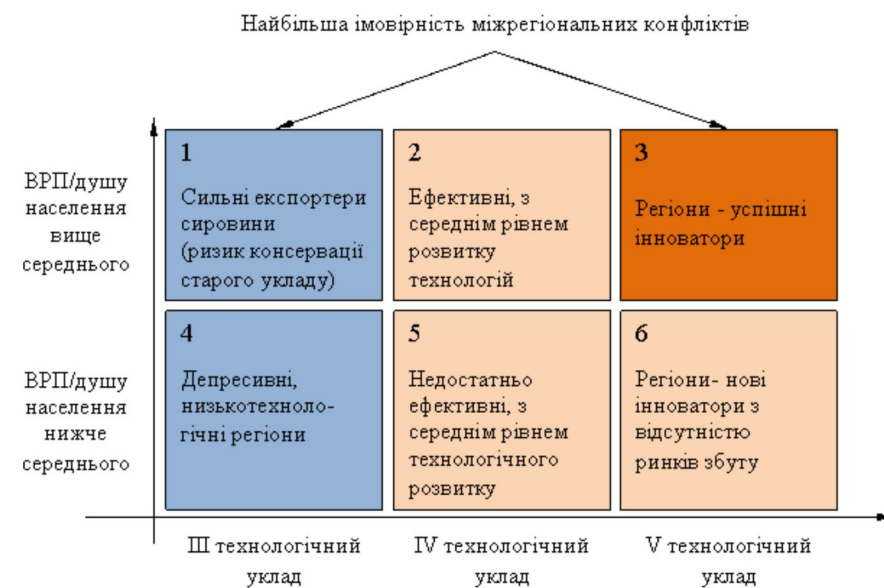 Найбільша імовірність міжрегіональних конфліктів
ВРП/душу
населення
вище
середнього
1
Сильні експортери
сировини
(ризик консервації
старого укладу)
2
Ефективні, з
середнім рівнем
розвитку
технологій
3
Регіони - успішні
інноватори
ВРП/душу
населення
нижче
середнього
4
Депресивні,
низькотехноло-
гічні регіони
5
Недостатньо
ефективні, з
середнім рівнем
технологічного
розвитку
6
Регіони- нові
інноватори з
відсутністю
ринків збуту
III технологічний
уклад
IV технологічний
уклад
V технологічний
уклад